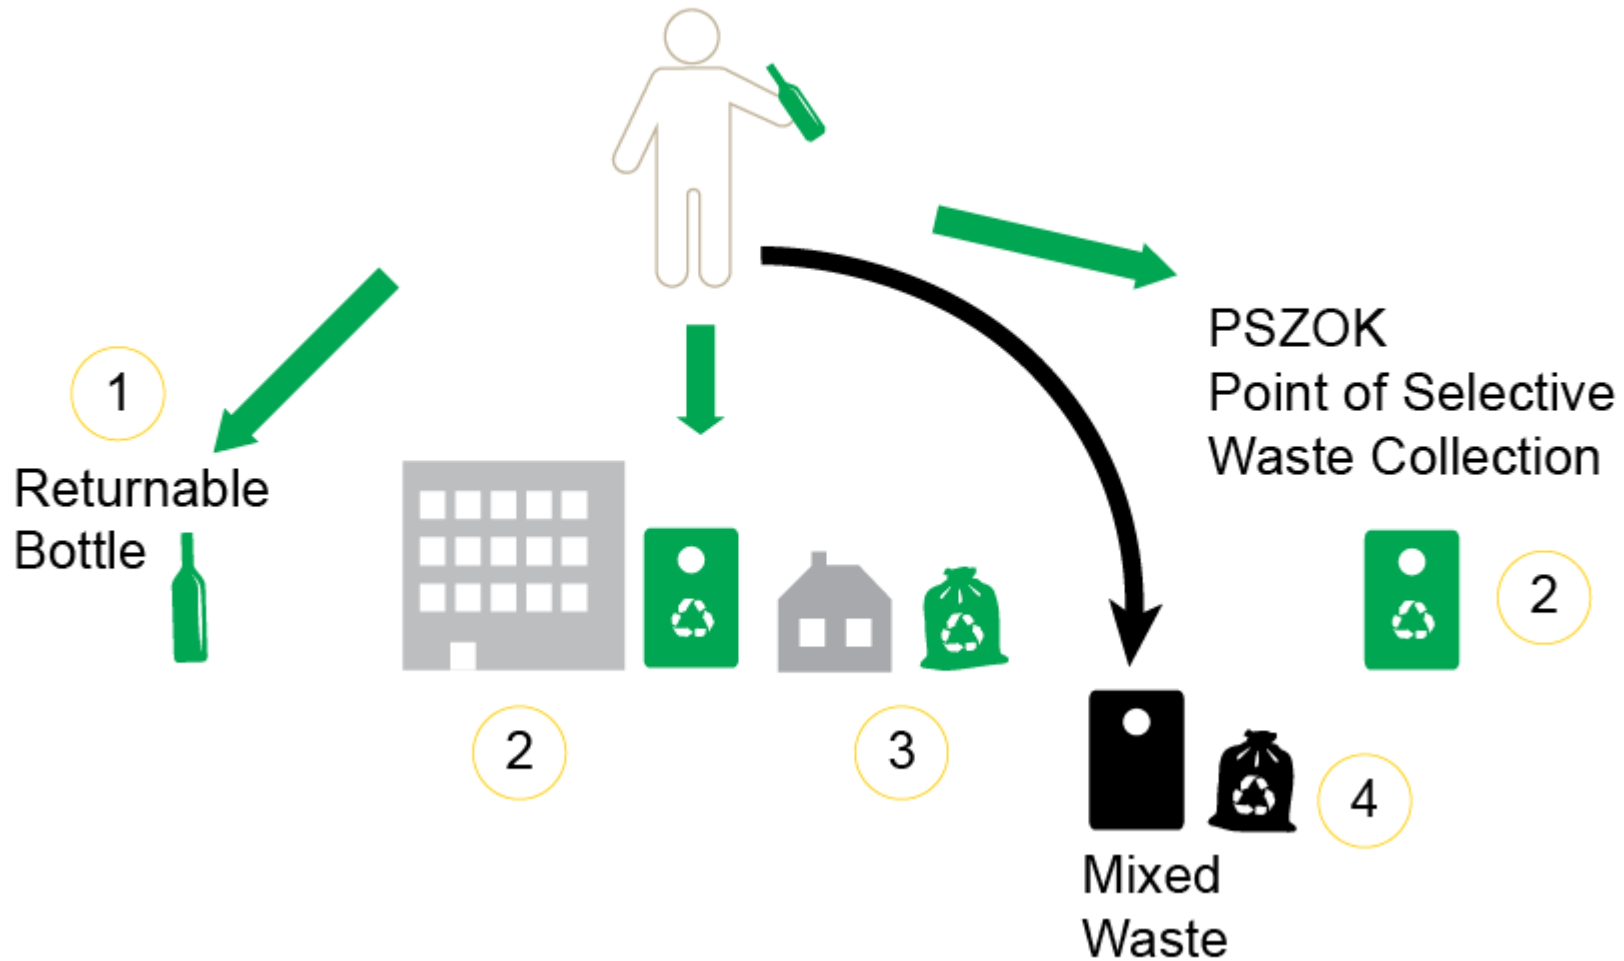 PSZOK
Point of Selective
Waste Collection
1
Returnable
Bottle
2
2
3
4
Mixed
Waste